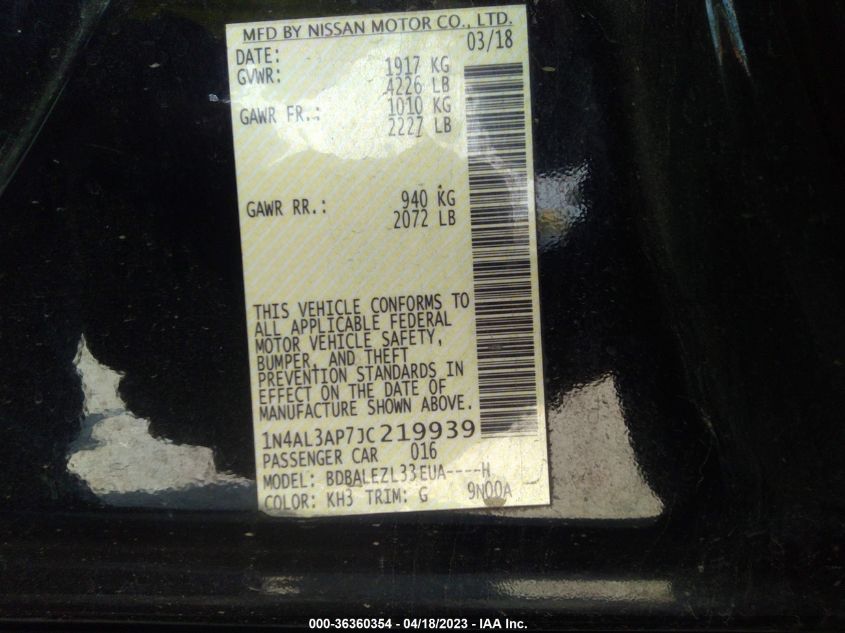 MFD BY NISSAN MOTOR CO., LTD.
DATE: 03/18
GVWR: 1917 KG
4226 LB
GAWR FR.: 1010 KG
2227 LB
GAWR RR.: 940 KG
2072 LB
THIS VEHICLE CONFORMS TO
ALL APPLICABLE FEDERAL
MOTOR VEHICLE SAFETY,
BUMPER, AND THEFT
PREVENTION STANDARDS IN
EFFECT ON THE DATE OF
MANUFACTURE SHOWN ABOVE.
1N4AL3AP7JC219939
PASSENGER CAR 016
MODEL: BDBALEZL33EUA----H
COLOR: KH3 TRIM: G 9N00A
000-36360354 - 04/18/2023 - IAA Inc.